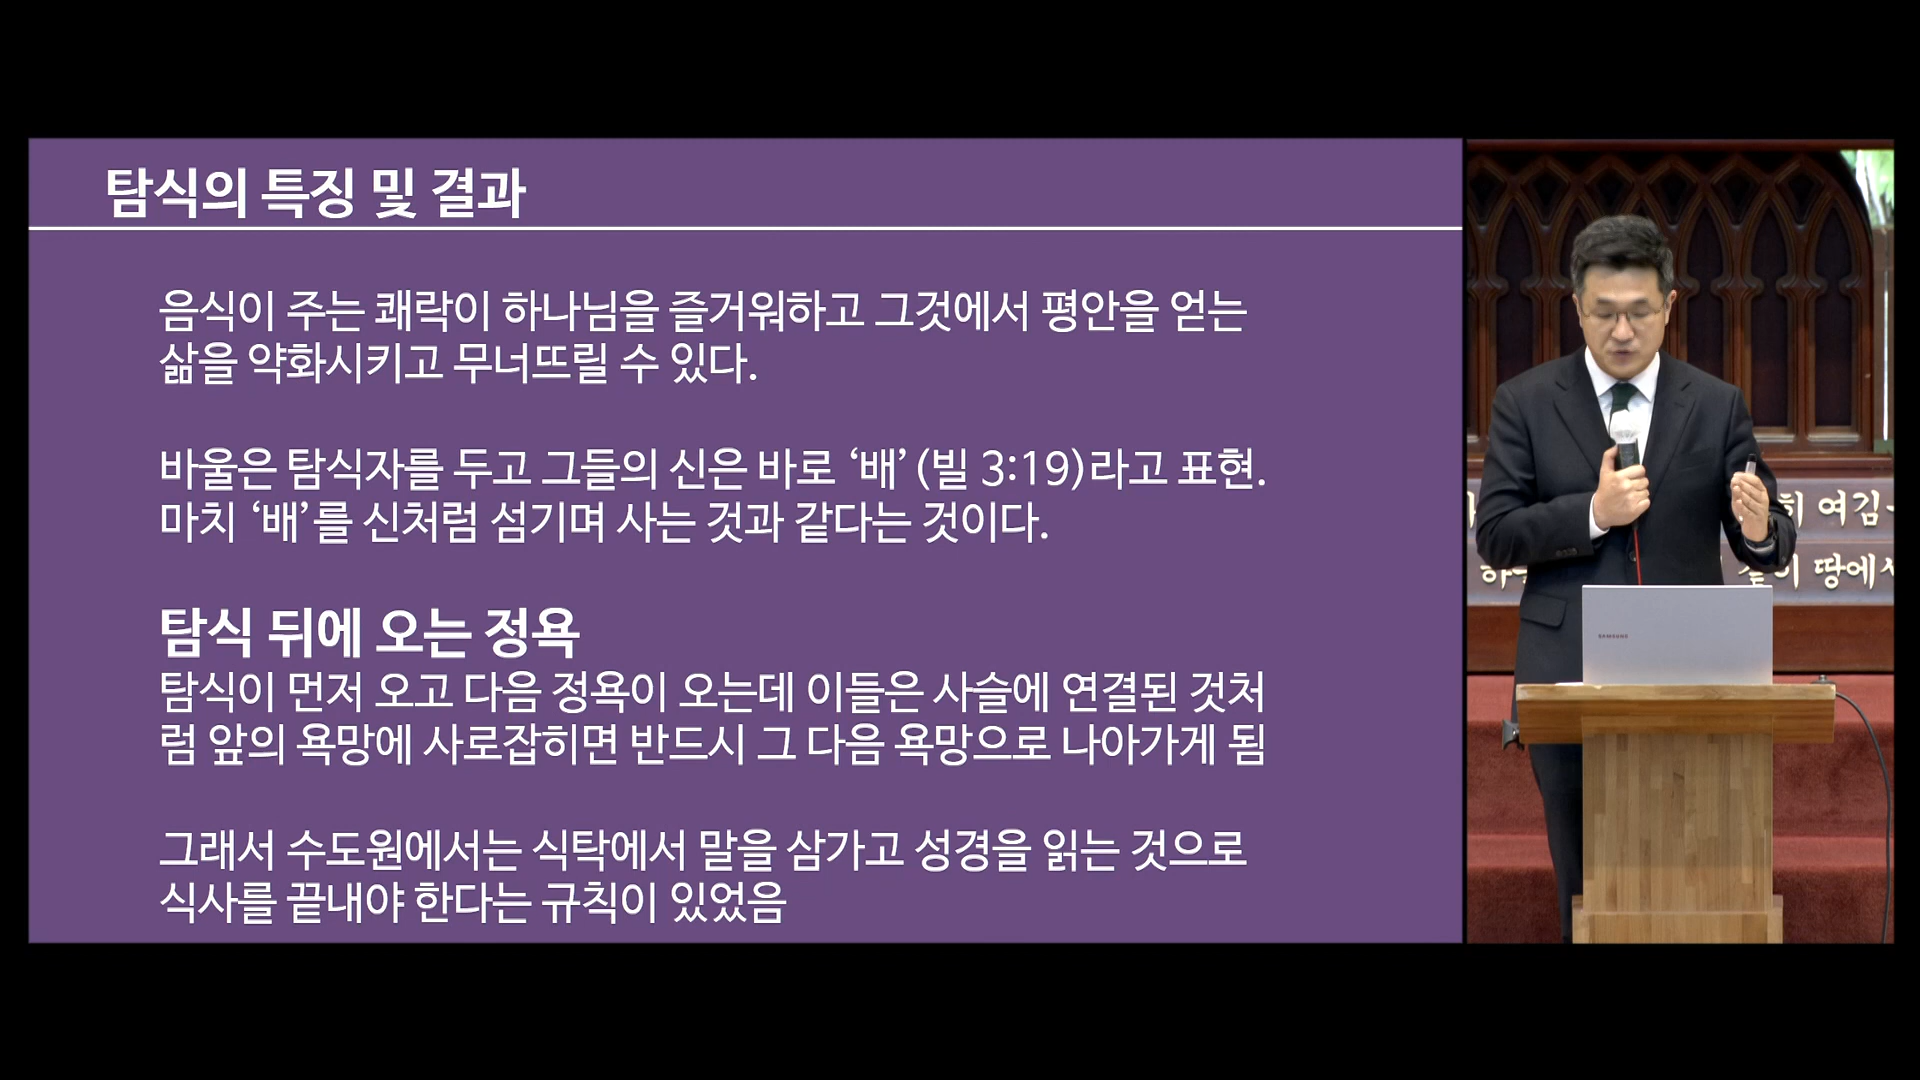 탐식의 특징 및 결과
음식이 주는 쾌락이 하나님을 즐거워하고 그것에서 평안을 얻는
삶을 약화시키고 무너뜨릴 수 있다.
바울은 탐식자를 두고 그들의 신은 바로 ‘배’(빌 3:19)라고 표현.
마치 ‘배’를 신처럼 섬기며 사는 것과 같다는 것이다.
탐식 뒤에 오는 정욕
탐식이 먼저 오고 다음 정욕이 오는데 이들은 사슬에 연결된 것처
럼 앞의 욕망에 사로잡히면 반드시 그 다음 욕망으로 나아가게 됨
그래서 수도원에서는 식탁에서 말을 삼가고 성경을 읽는 것으로
식사를 끝내야 한다는 규칙이 있었음
히 여김
땅에서
SAMSUNG